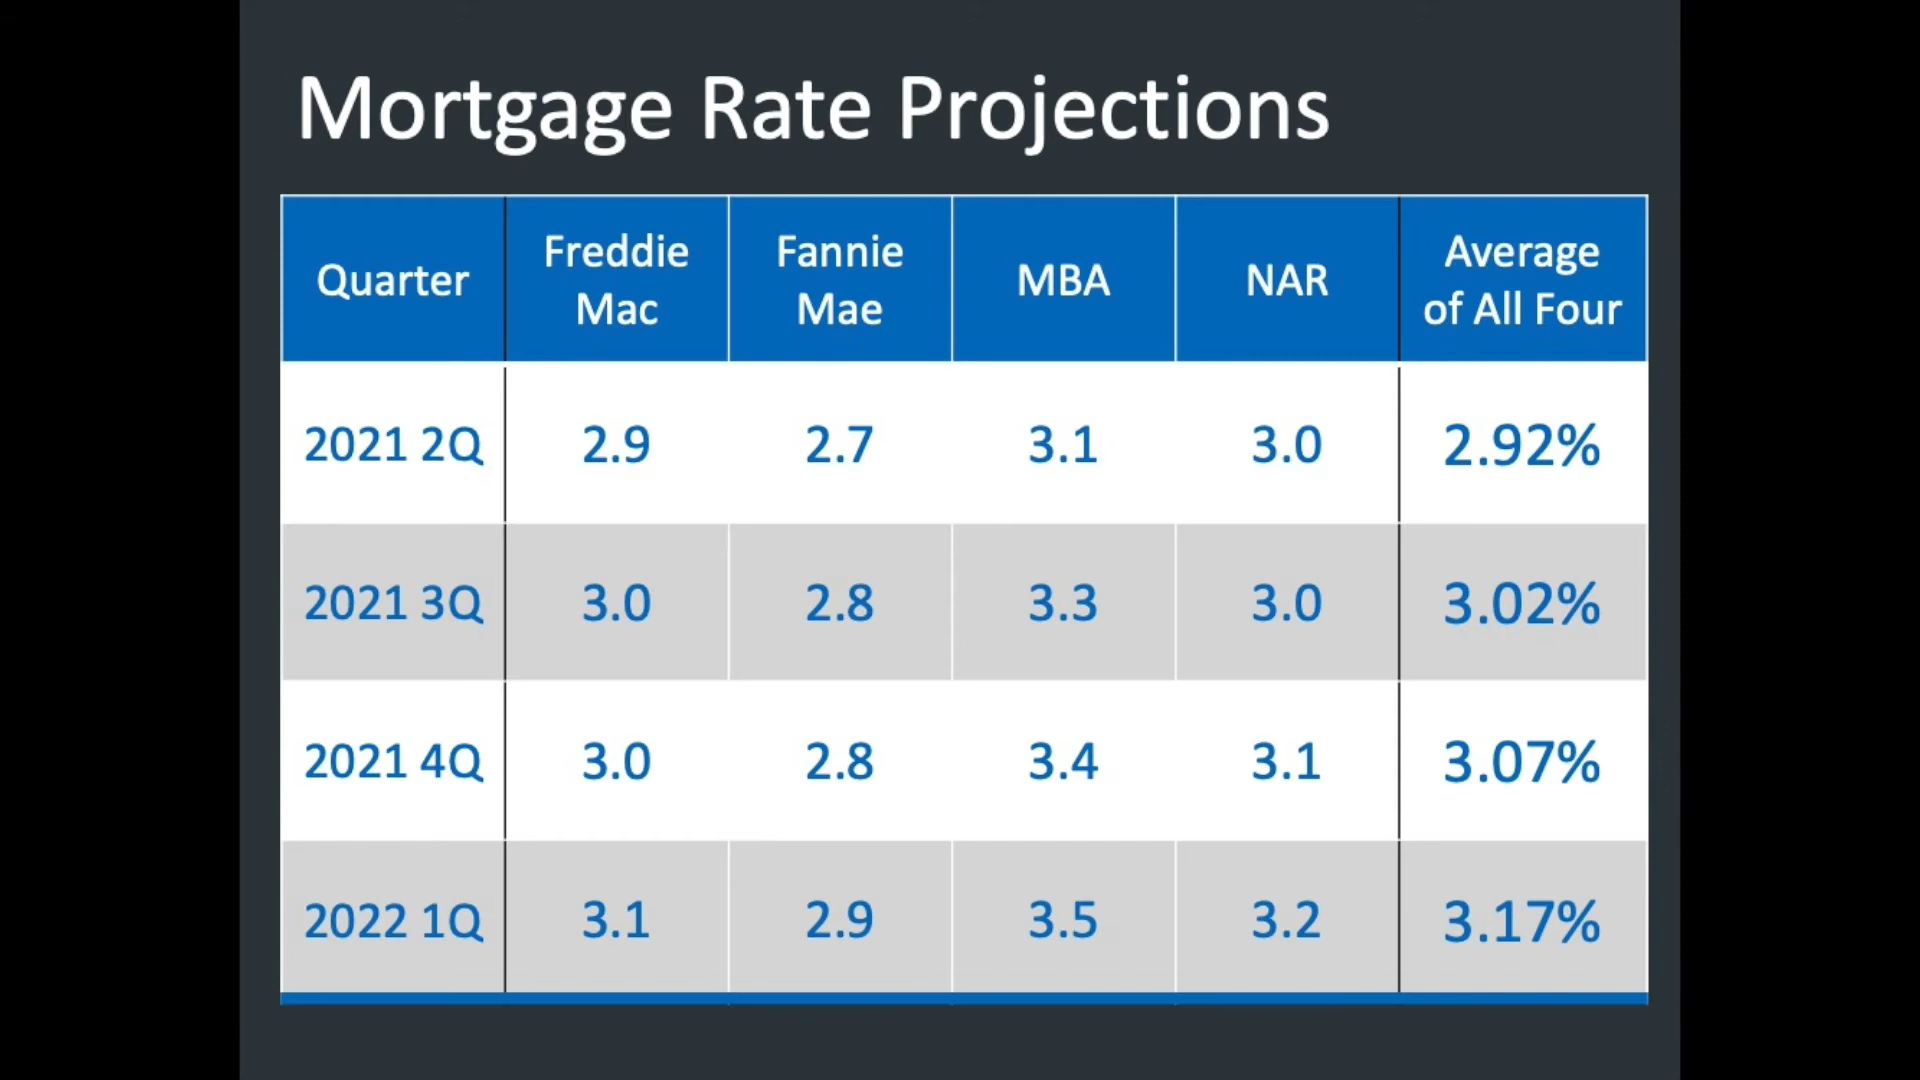 Mortgage Rate Projections
Quarter Freddie Mac Fannie Mae MBA NAR Average of All Four
2021 2Q 2.9 2.7 3.1 3.0 2.92%
2021 3Q 3.0 2.8 3.3 3.0 3.02%
2021 4Q 3.0 2.8 3.4 3.1 3.07%
2022 1Q 3.1 2.9 3.5 3.2 3.17%